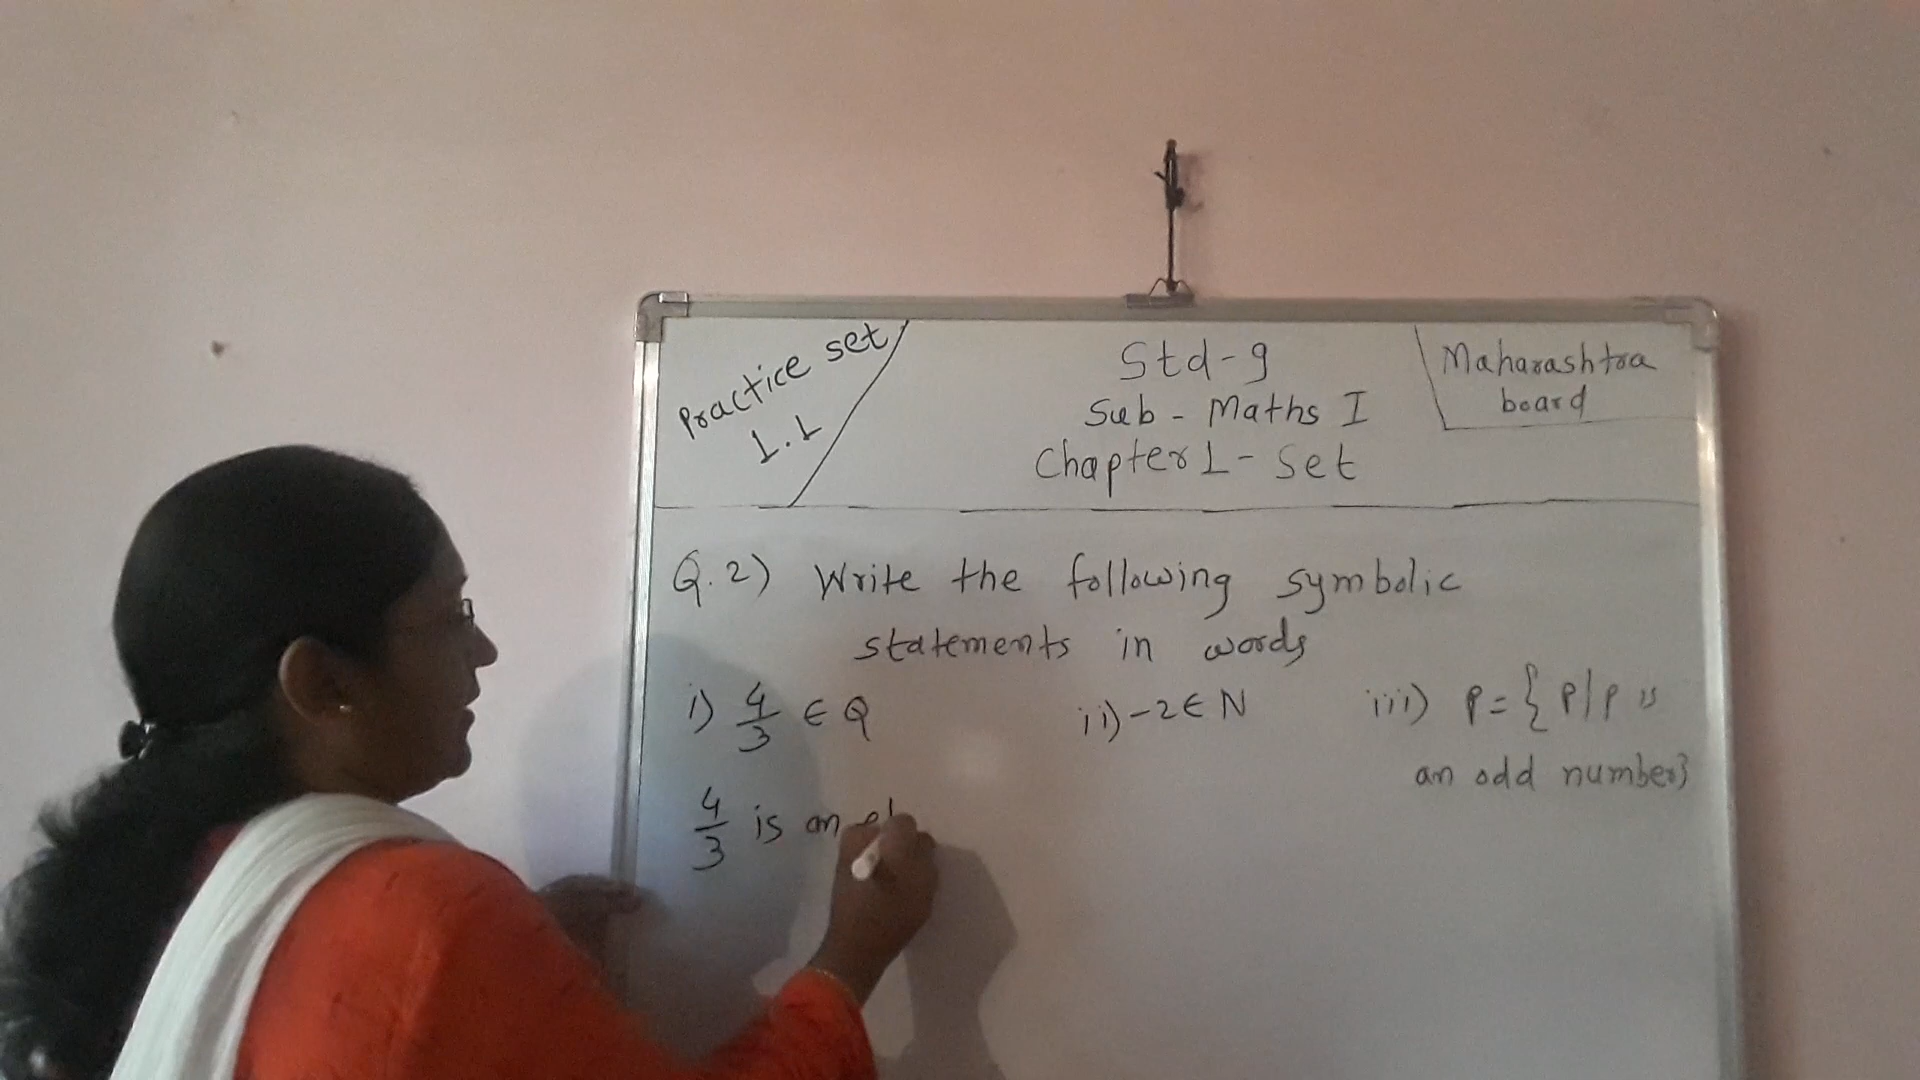 Practice set
1.1
Std-9
Sub - Maths I
Chapter 1 - Set
Maharashtra
board
Q.2) Write the following symbolic
statements in words
i) 4/3 ∈ Q
ii) -2 ∈ N
iii) P = { P/P is
an odd number}
4/3 is an el